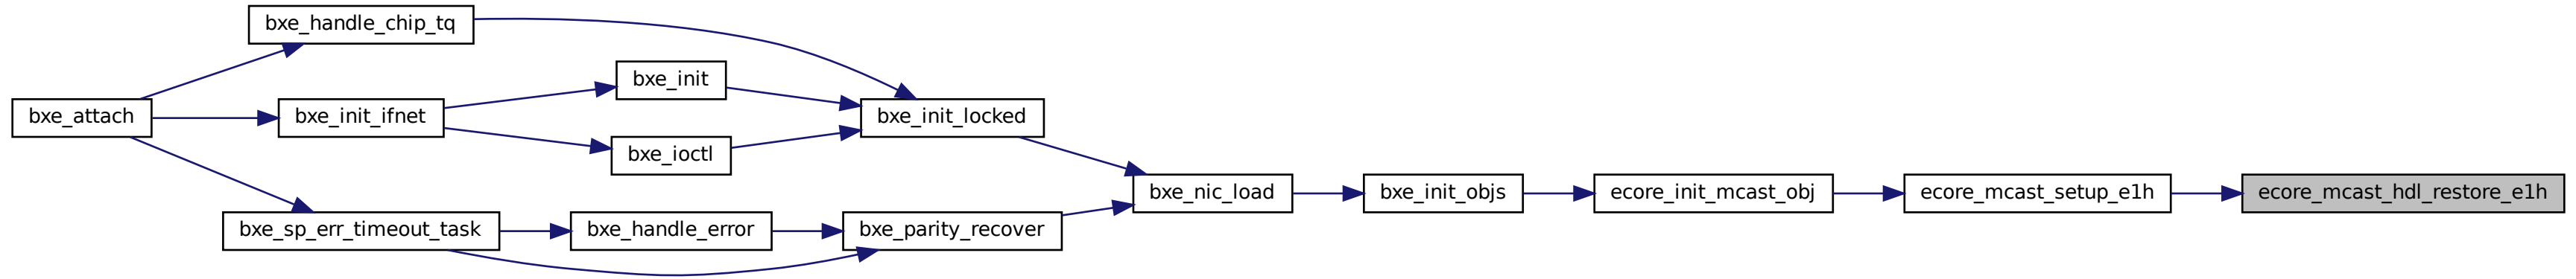 bxe_handle_chip_tq
bxe_init
bxe_attach
bxe_init_ifnet
bxe_init_locked
bxe_ioctl
bxe_nic_load
bxe_init_objs
ecore_init_mcast_obj
ecore_mcast_setup_e1h
ecore_mcast_hdl_restore_e1h
bxe_sp_err_timeout_task
bxe_handle_error
bxe_parity_recover